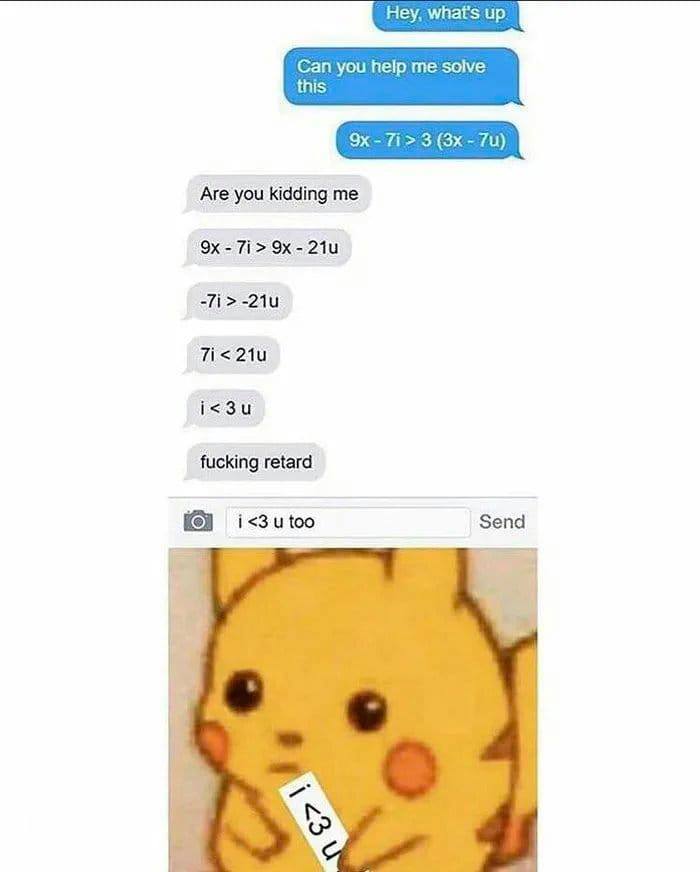 Hey, what's up
Can you help me solve
this
9x - 7i > 3 (3x - 7u)
Are you kidding me
9x - 7i > 9x - 21u
-7i > -21u
7i < 21u
i < 3 u
fucking retard
i <3 u too
Send
i <3 u